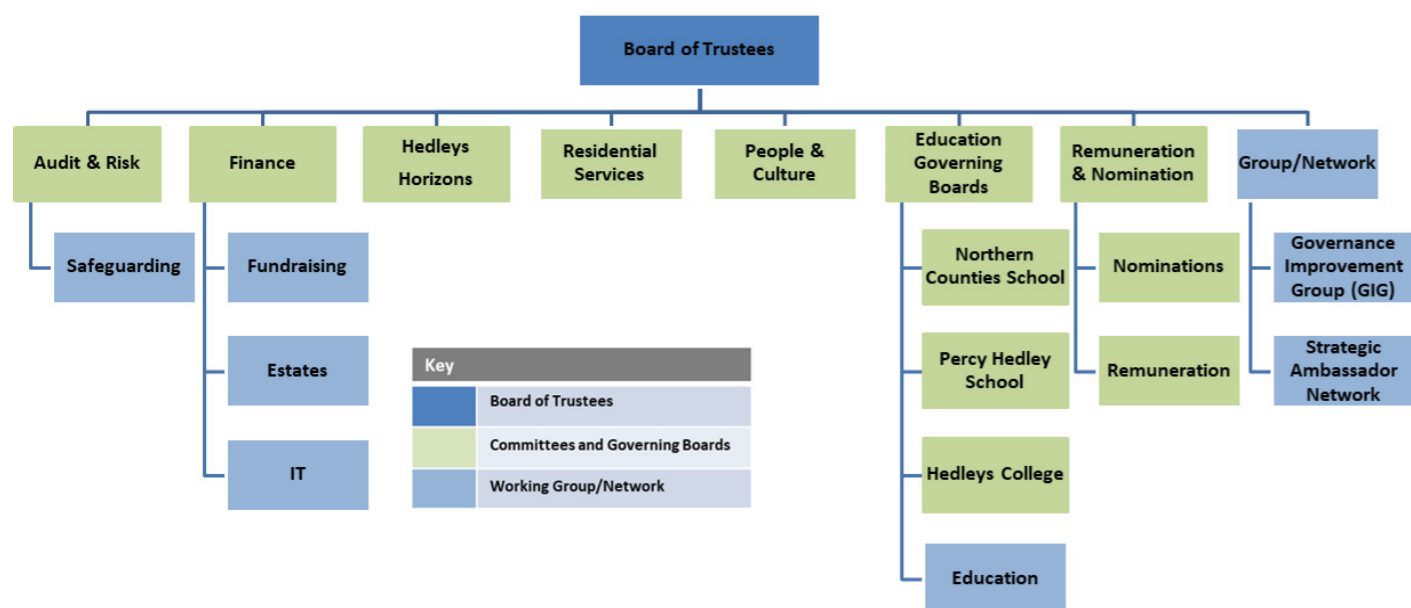 Board of Trustees
Audit & Risk
Finance
Hedleys
Horizons
Residential
Services
People &
Culture
Education
Governing
Boards
Remuneration
& Nomination
Group/Network
Safeguarding
Fundraising
Northern
Counties School
Nominations
Governance
Improvement
Group (GIG)
Estates
Percy Hedley
School
Remuneration
Strategic
Ambassador
Network
IT
Hedleys College
Education
Key
Board of Trustees
Committees and Governing Boards
Working Group/Network